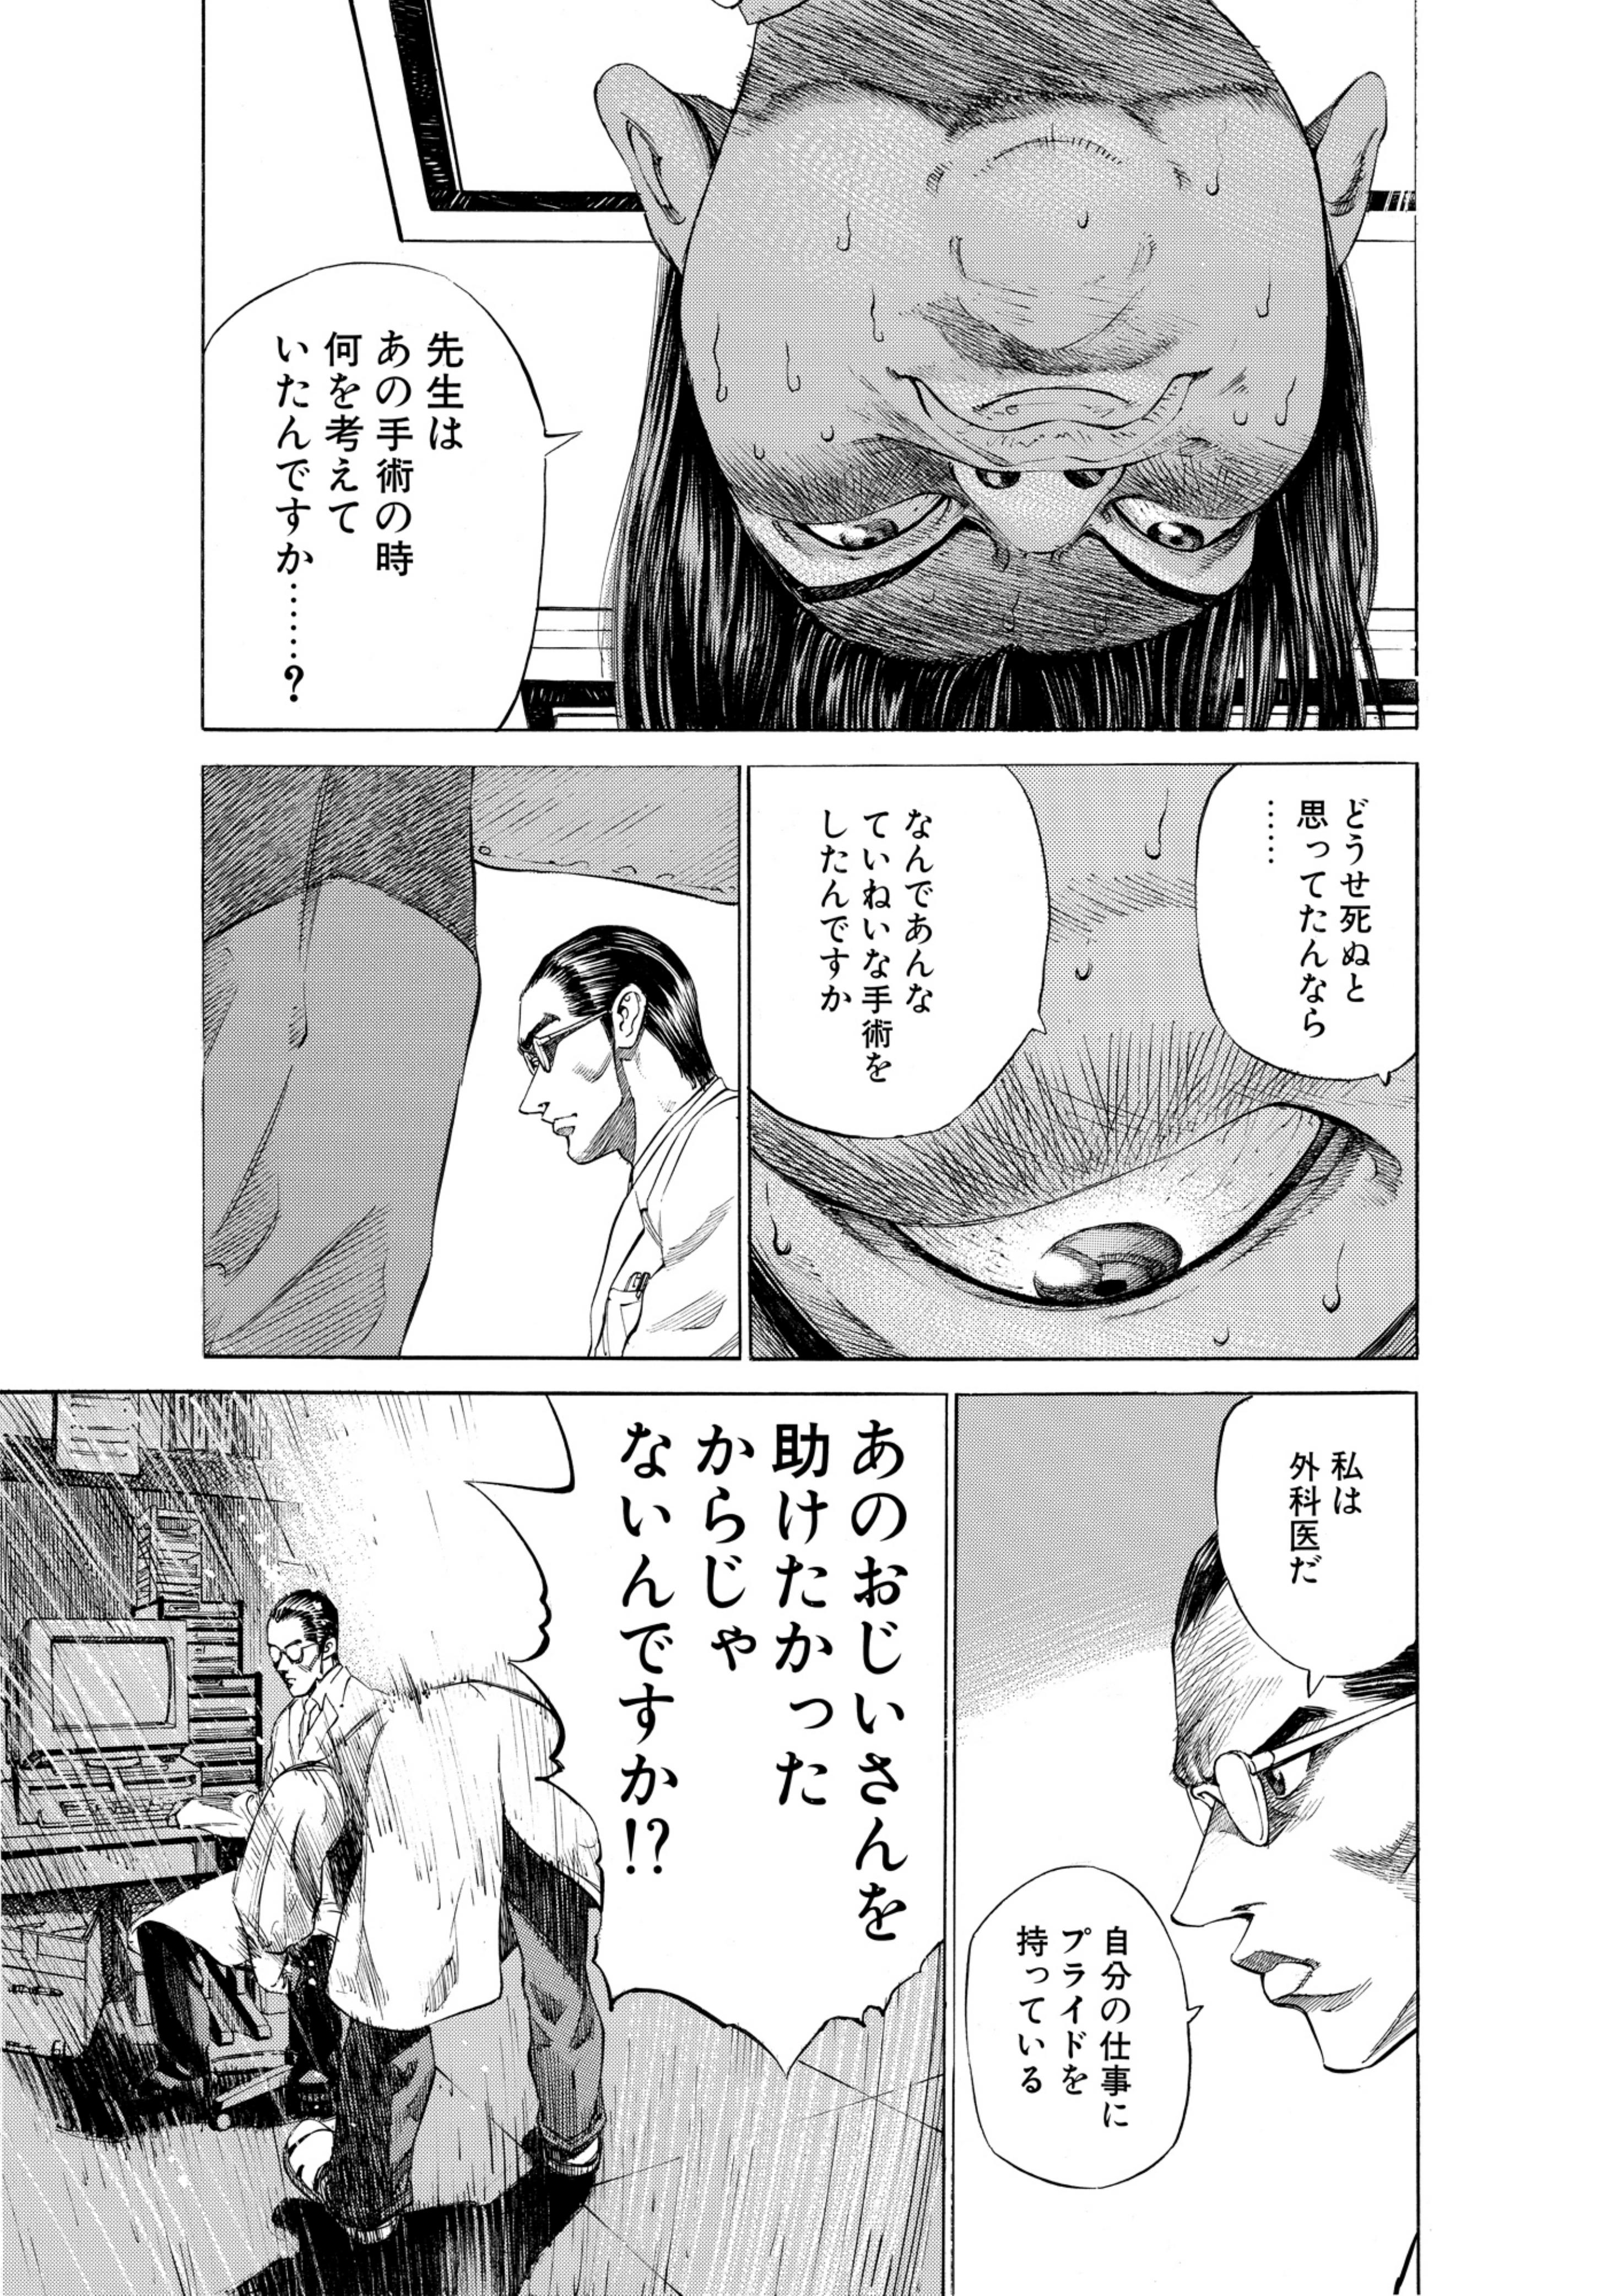 先生は
あの手術の時
何を考えて
いたんですか………?
どうせ死ぬと
思ってたんなら
……
なんであんな
ていねいな手術を
したんですか
私は
外科医だ
自分の仕事に
プライドを
持っている
あのおじいさんを
助けたかった
からじゃ
ないんですか!?